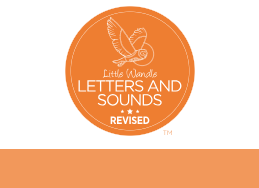 Little Wandle
LETTERS AND
SOUNDS
REVISED
TM